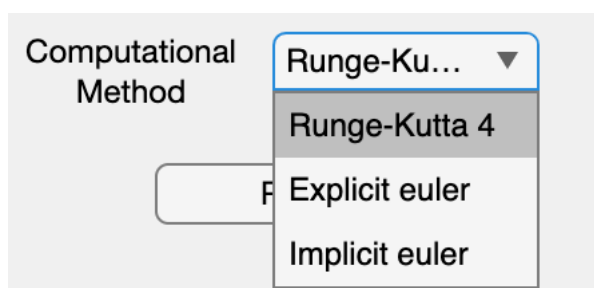 Computational
Method
Runge-Ku...
Runge-Kutta 4
Explicit euler
Implicit euler